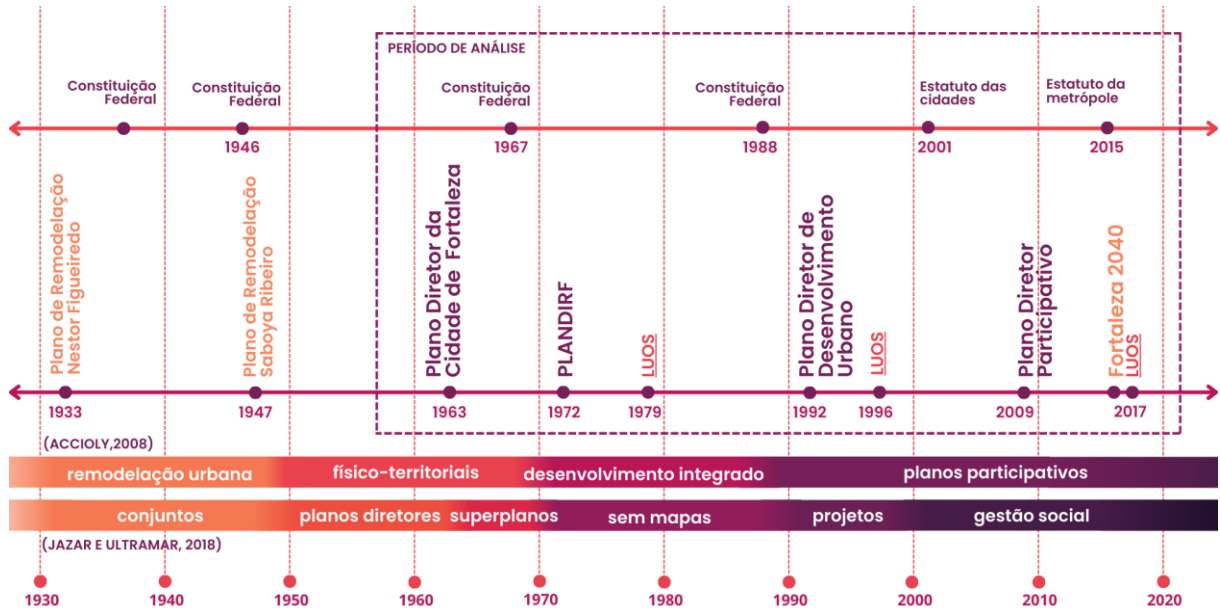 PERÍODO DE ANÁLISE
Constituição
Federal
Constituição
Federal
Constituição
Federal
Constituição
Federal
Estatuto das
cidades
Estatuto da
metrópole
1946
1967
1988
2001
2015
Plano de Remodelação
Nestor Figueiredo
Plano de Remodelação
Saboya Ribeiro
Plano Diretor da
Cidade de Fortaleza
PLANDIRF
LUOS
Plano Diretor de
Desenvolvimento
Urbano
LUOS
Plano Diretor
Participativo
Fortaleza 2040
LUOS
1933
1947
1963
1972
1979
1992
1996
2009
2017
(ACCIOLY,2008)
remodelação urbana
físico-territoriais
desenvolvimento integrado
planos participativos
conjuntos
planos diretores
superplanos
sem mapas
projetos
gestão social
(JAZAR E ULTRAMAR, 2018)
1930
1940
1950
1960
1970
1980
1990
2000
2010
2020